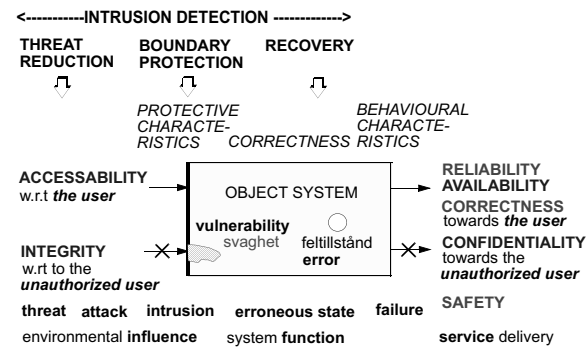 <-----------INTRUSION DETECTION ------------->
THREAT REDUCTION
BOUNDARY PROTECTION
RECOVERY
PROTECTIVE
CHARACTE-
RISTICS
CORRECTNESS
BEHAVIOURAL
CHARACTE-
RISTICS
ACCESSABILITY
w.r.t the user
INTEGRITY
w.rt to the
unauthorized user
OBJECT SYSTEM
vulnerability
svaghet
feltillstånd
error
RELIABILITY
AVAILABILITY
CORRECTNESS
towards the user
CONFIDENTIALITY
towards the
unauthorized user
SAFETY
threat attack intrusion erroneous state failure
environmental influence system function service delivery